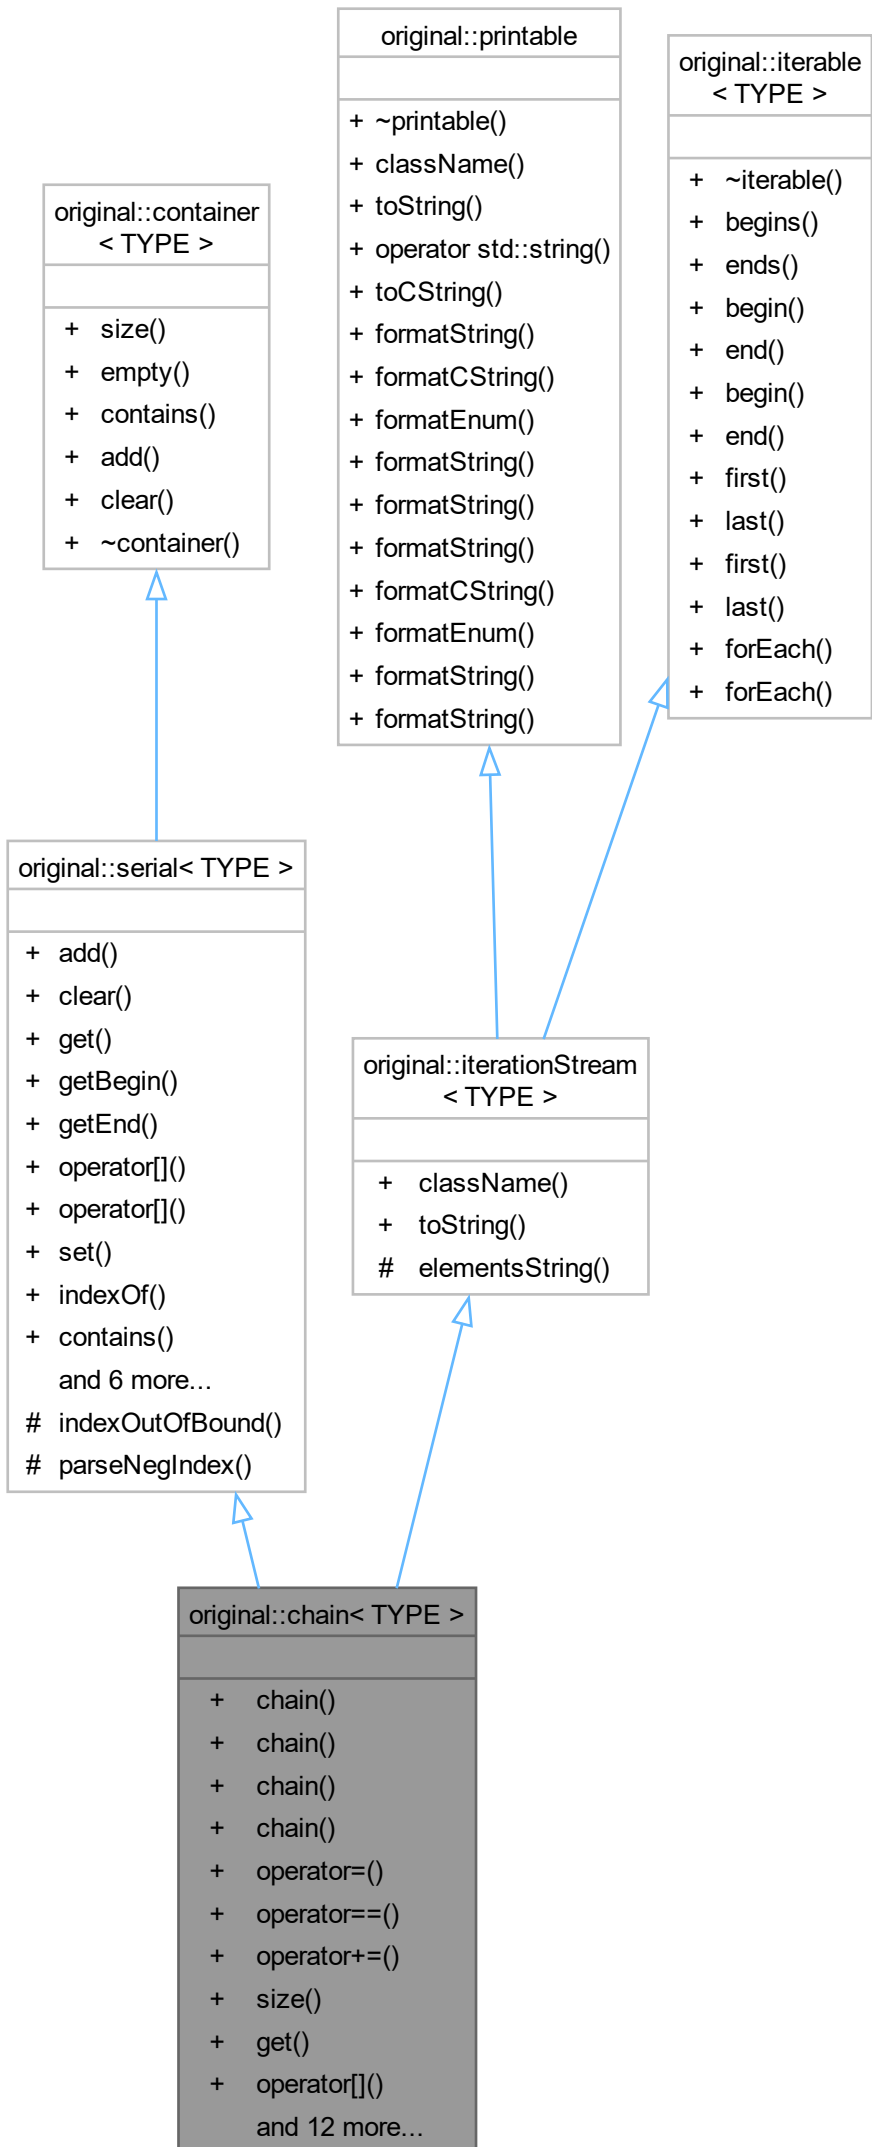 original::printable
+ ~printable()
+ className()
+ toString()
+ operator std::string()
+ toCString()
+ formatString()
+ formatCString()
+ formatEnum()
+ formatString()
+ formatString()
+ formatString()
+ formatCString()
+ formatEnum()
+ formatString()
+ formatString()
original::iterable
< TYPE >
+ ~iterable()
+ begins()
+ ends()
+ begin()
+ end()
+ begin()
+ end()
+ first()
+ last()
+ first()
+ last()
+ forEach()
+ forEach()
original::container
< TYPE >
+ size()
+ empty()
+ contains()
+ add()
+ clear()
+ ~container()
original::serial< TYPE >
+ add()
+ clear()
+ get()
+ getBegin()
+ getEnd()
+ operator[]()
+ operator[]()
+ set()
+ indexOf()
+ contains()
and 6 more...
# indexOutOfBound()
# parseNegIndex()
original::iterationStream
< TYPE >
+ className()
+ toString()
# elementsString()
original::chain< TYPE >
+ chain()
+ chain()
+ chain()
+ chain()
+ operator=()
+ operator==()
+ operator+=()
+ size()
+ get()
+ operator[]()
and 12 more...